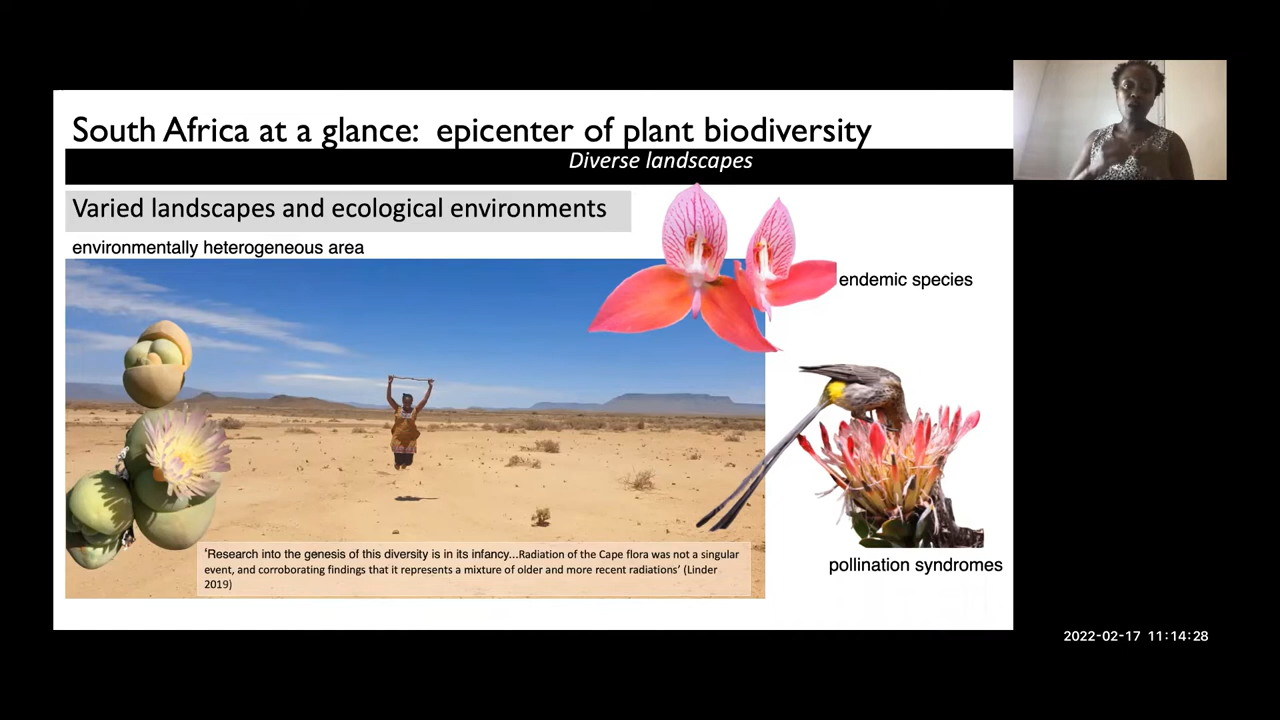 South Africa at a glance:  epicenter of plant biodiversity
Diverse landscapes
Varied landscapes and ecological environments
environmentally heterogeneous area
endemic species
‘Research into the genesis of this diversity is in its infancy...Radiation of the Cape flora was not a singular
event, and corroborating findings that it represents a mixture of older and more recent radiations’ (Linder
2019)
pollination syndromes
2022-02-17 11:14:28